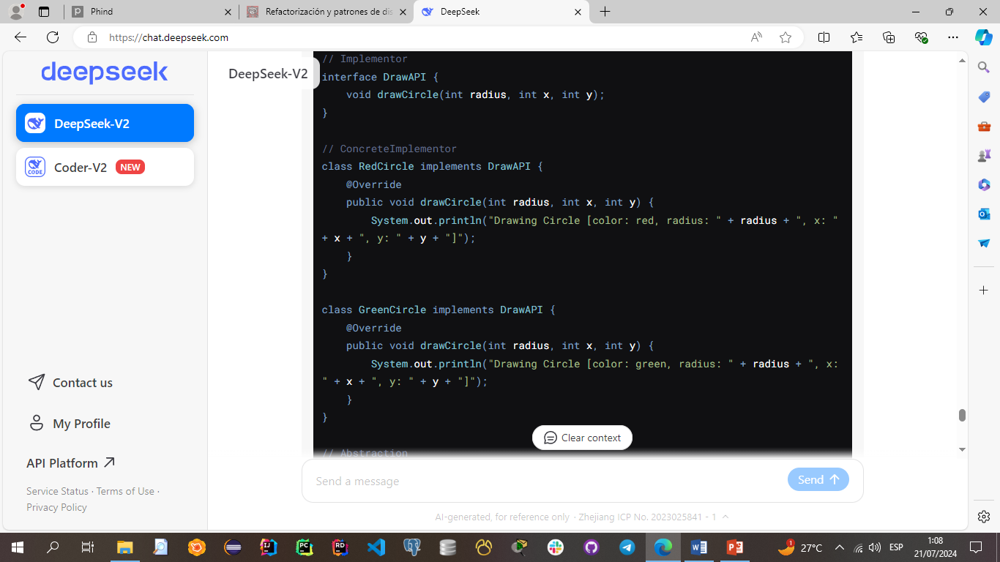 Phind
Refactorización y patrones de dis
DeepSeek
https://chat.deepseek.com
deepseek
DeepSeek-V2
CODE
Coder-V2 NEW
Contact us
My Profile
API Platform
Service Status · Terms of Use ·
Privacy Policy
DeepSeek-V2
// Implementor
interface DrawAPI {
    void drawCircle(int radius, int x, int y);
}
// ConcreteImplementor
class RedCircle implements DrawAPI {
    @Override
    public void drawCircle(int radius, int x, int y) {
        System.out.println("Drawing Circle [color: red, radius: " + radius + ", x: "
+ x + ", y: " + y + "]");
    }
}
class GreenCircle implements DrawAPI {
    @Override
    public void drawCircle(int radius, int x, int y) {
        System.out.println("Drawing Circle [color: green, radius: " + radius + ", x:
" + x + ", y: " + y + "]");
    }
}
// Abstraction
Clear context
Send a message
Send
AI-generated, for reference only · Zhejiang ICP No. 2023025841 - 1
IJ
PC
RD
1
27°C
ESP
1:08
21/07/2024